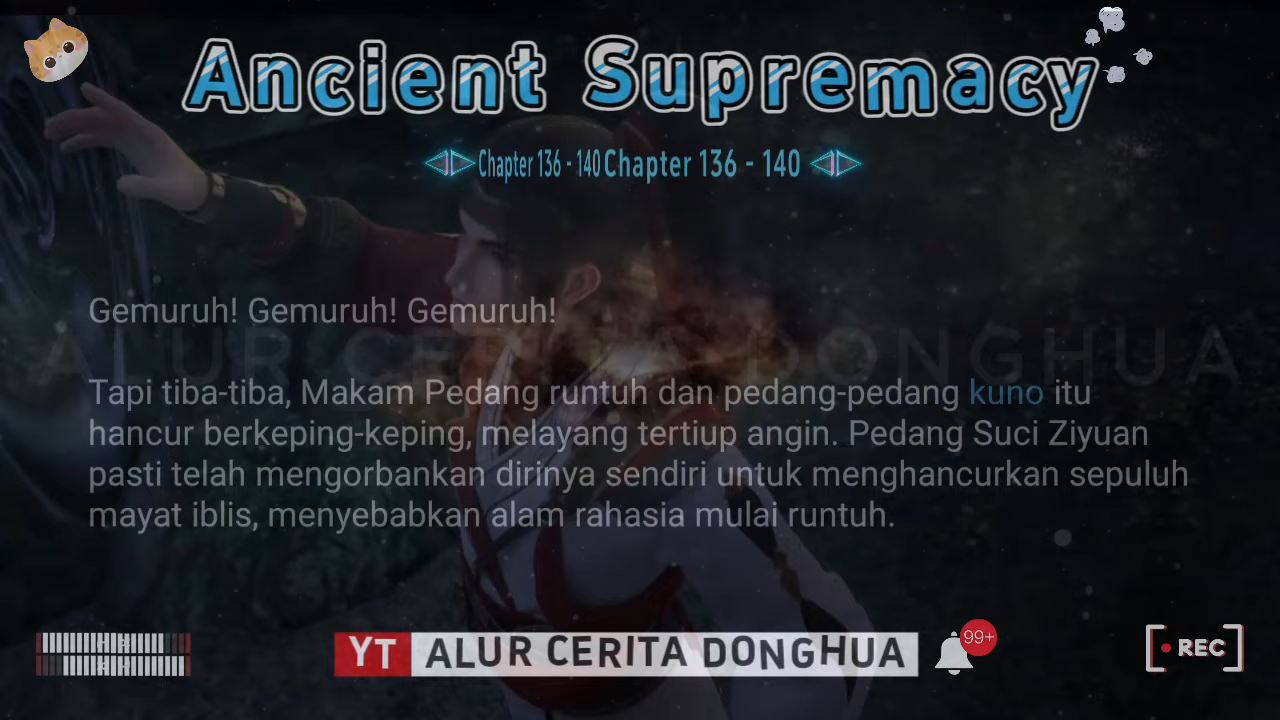 Ancient Supremacy
Chapter 136 - 140 Chapter 136 - 140
Gemuruh! Gemuruh! Gemuruh!
ALUR CERITA DONGHUA
Tapi tiba-tiba, Makam Pedang runtuh dan pedang-pedang kuno itu
hancur berkeping-keping, melayang tertiup angin. Pedang Suci Ziyuan
pasti telah mengorbankan dirinya sendiri untuk menghancurkan sepuluh
mayat iblis, menyebabkan alam rahasia mulai runtuh.
YT ALUR CERITA DONGHUA 99+
REC